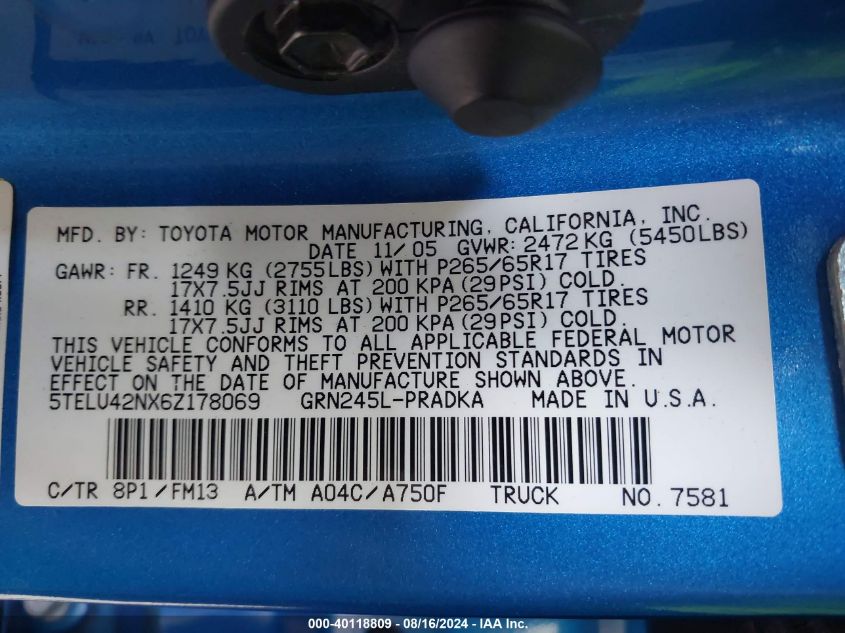 MFD. BY: TOYOTA MOTOR MANUFACTURING, CALIFORNIA, INC.
DATE 11/05 GVWR: 2472 KG (5450LBS)
GAWR: FR. 1249 KG (2755LBS) WITH P265/65R17 TIRES
17X7.5JJ RIMS AT 200 KPA (29PSI) COLD.
RR. 1410 KG (3110 LBS) WITH P265/65R17 TIRES
17X7.5JJ RIMS AT 200 KPA (29PSI) COLD.
THIS VEHICLE CONFORMS TO ALL APPLICABLE FEDERAL MOTOR
VEHICLE SAFETY AND THEFT PREVENTION STANDARDS IN
EFFECT ON THE DATE OF MANUFACTURE SHOWN ABOVE.
5TELU42NX6Z178069 GRN245L-PRADKA MADE IN U.S.A.
C/TR 8P1/FM13 A/TM A04C/A750F TRUCK NO. 7581
000-40118809 - 08/16/2024 - IAA Inc.